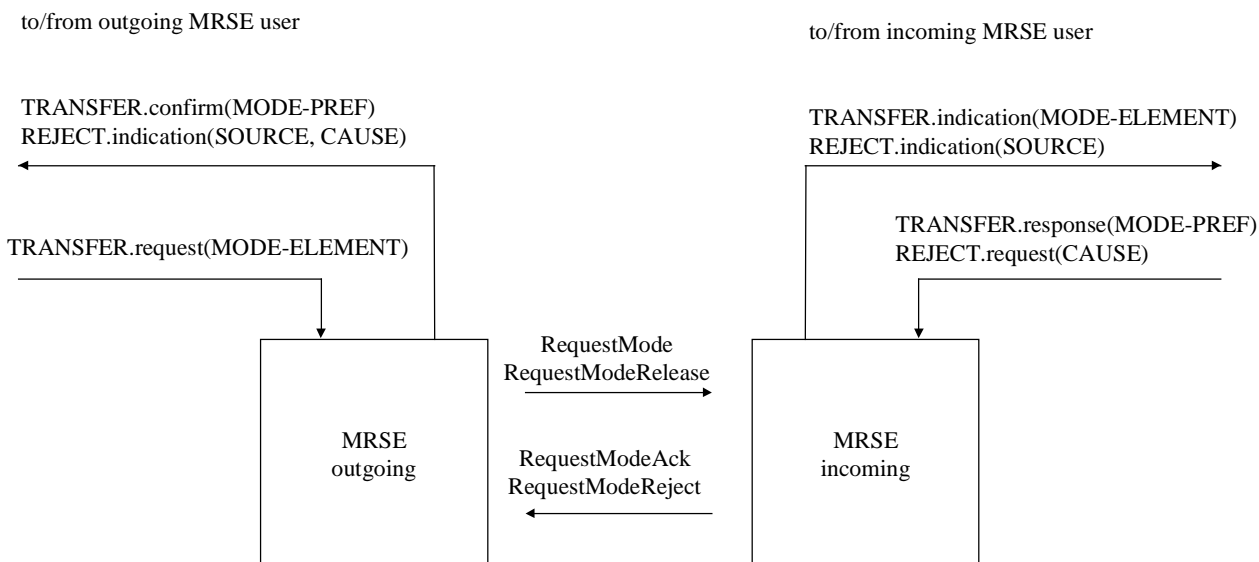 to/from outgoing MRSE user
to/from incoming MRSE user
TRANSFER.confirm(MODE-PREF)
REJECT.indication(SOURCE, CAUSE)
TRANSFER.indication(MODE-ELEMENT)
REJECT.indication(SOURCE)
TRANSFER.request(MODE-ELEMENT)
TRANSFER.response(MODE-PREF)
REJECT.request(CAUSE)
RequestMode
RequestModeRelease
MRSE
outgoing
RequestModeAck
RequestModeReject
MRSE
incoming